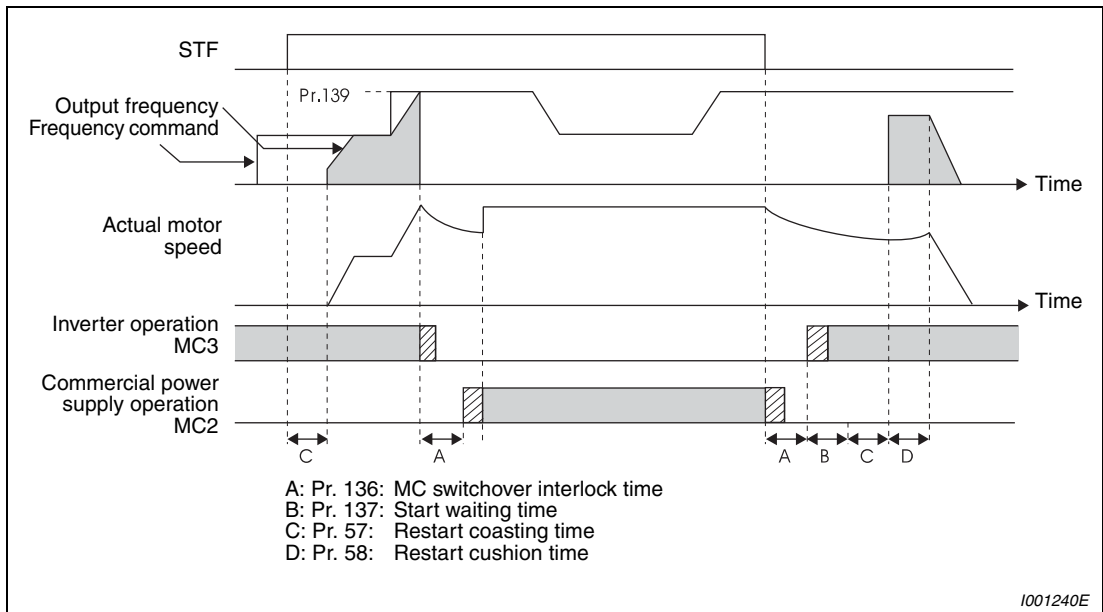 STF
Pr.139
Output frequency
Frequency command
Time
Actual motor
speed
Time
Inverter operation
MC3
Commercial power
supply operation
MC2
C
A
A
B
C
D
A: Pr. 136: MC switchover interlock time
B: Pr. 137: Start waiting time
C: Pr. 57: Restart coasting time
D: Pr. 58: Restart cushion time
I001240E